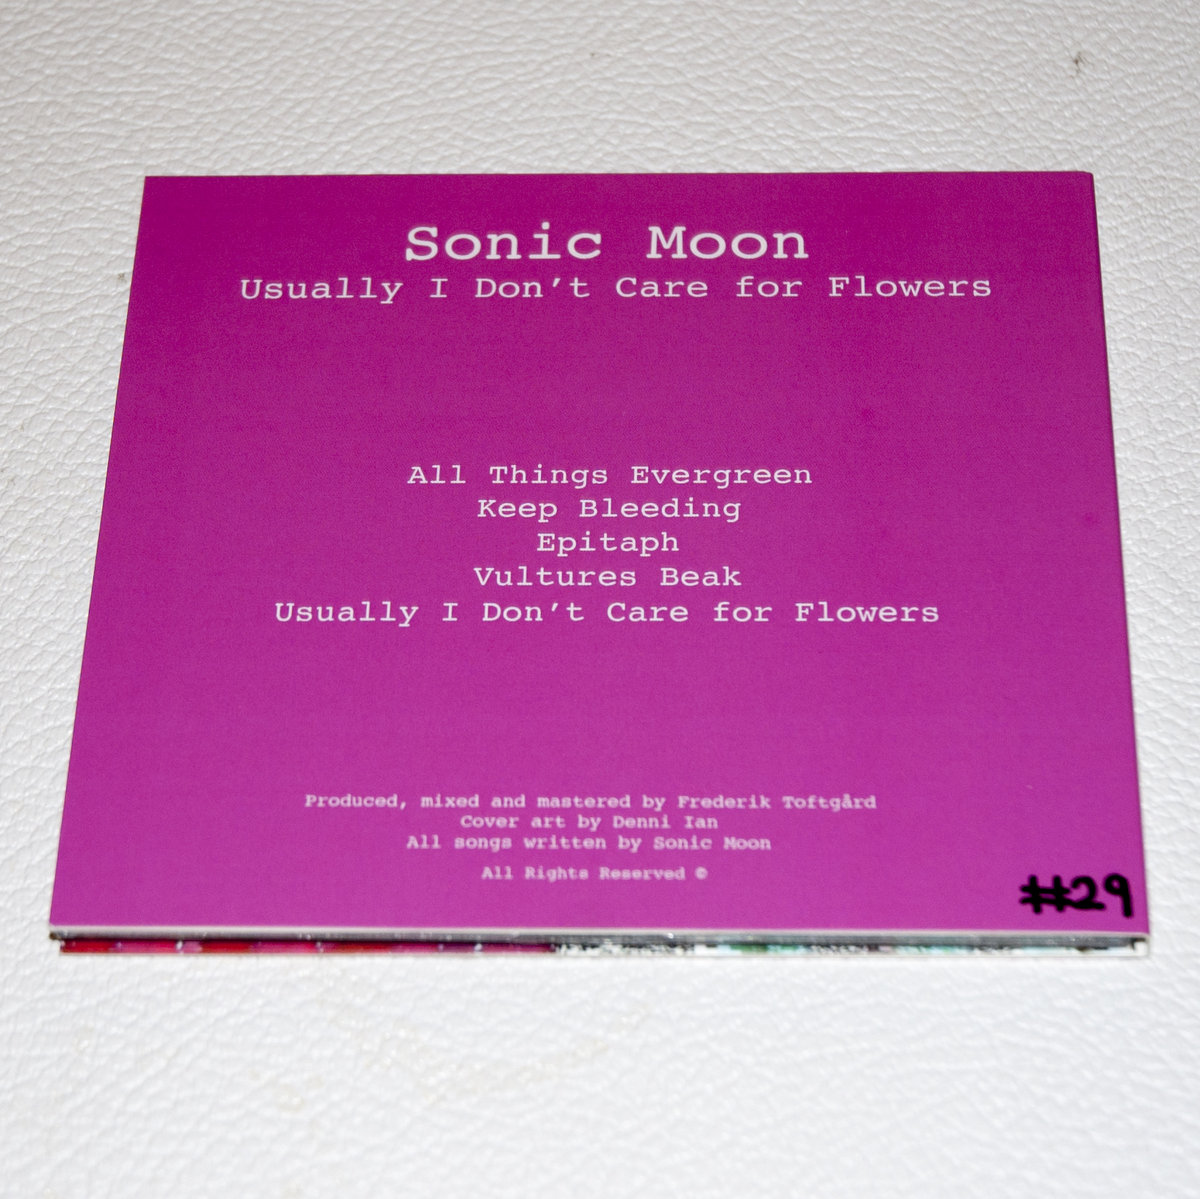 Sonic Moon
Usually I Don't Care for Flowers
All Things Evergreen
Keep Bleeding
Epitaph
Vultures Beak
Usually I Don't Care for Flowers
Produced, mixed and mastered by Frederik Toftgård
Cover art by Denni Ian
All songs written by Sonic Moon
All Rights Reserved ©
#29